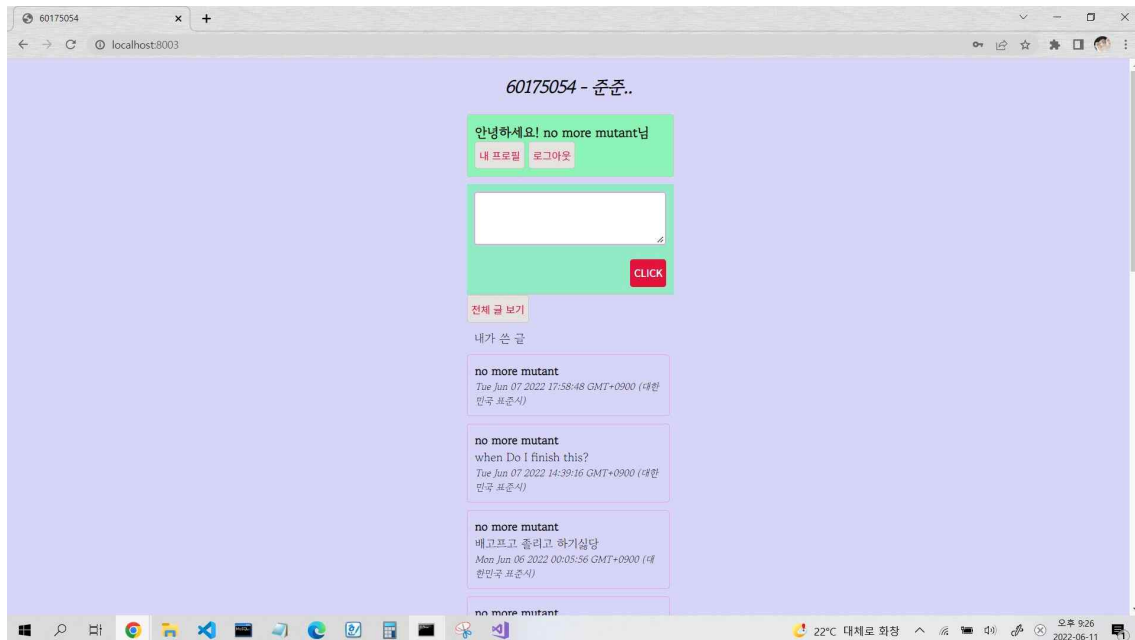 60175054
localhost:8003
60175054 - 준준..
안녕하세요! no more mutant님
내 프로필 로그아웃
CLICK
전체 글 보기
내가 쓴 글
no more mutant
Tue Jun 07 2022 17:58:48 GMT+0900 (대한
민국 표준시)
no more mutant
when Do I finish this?
Tue Jun 07 2022 14:39:16 GMT+0900 (대한
민국 표준시)
no more mutant
배고프고 졸리고 하기싫당
Mon Jun 06 2022 00:05:56 GMT+0900 (대
한민국 표준시)
no more mutant
22°C 대체로 화창
오후 9:26
2022-06-11